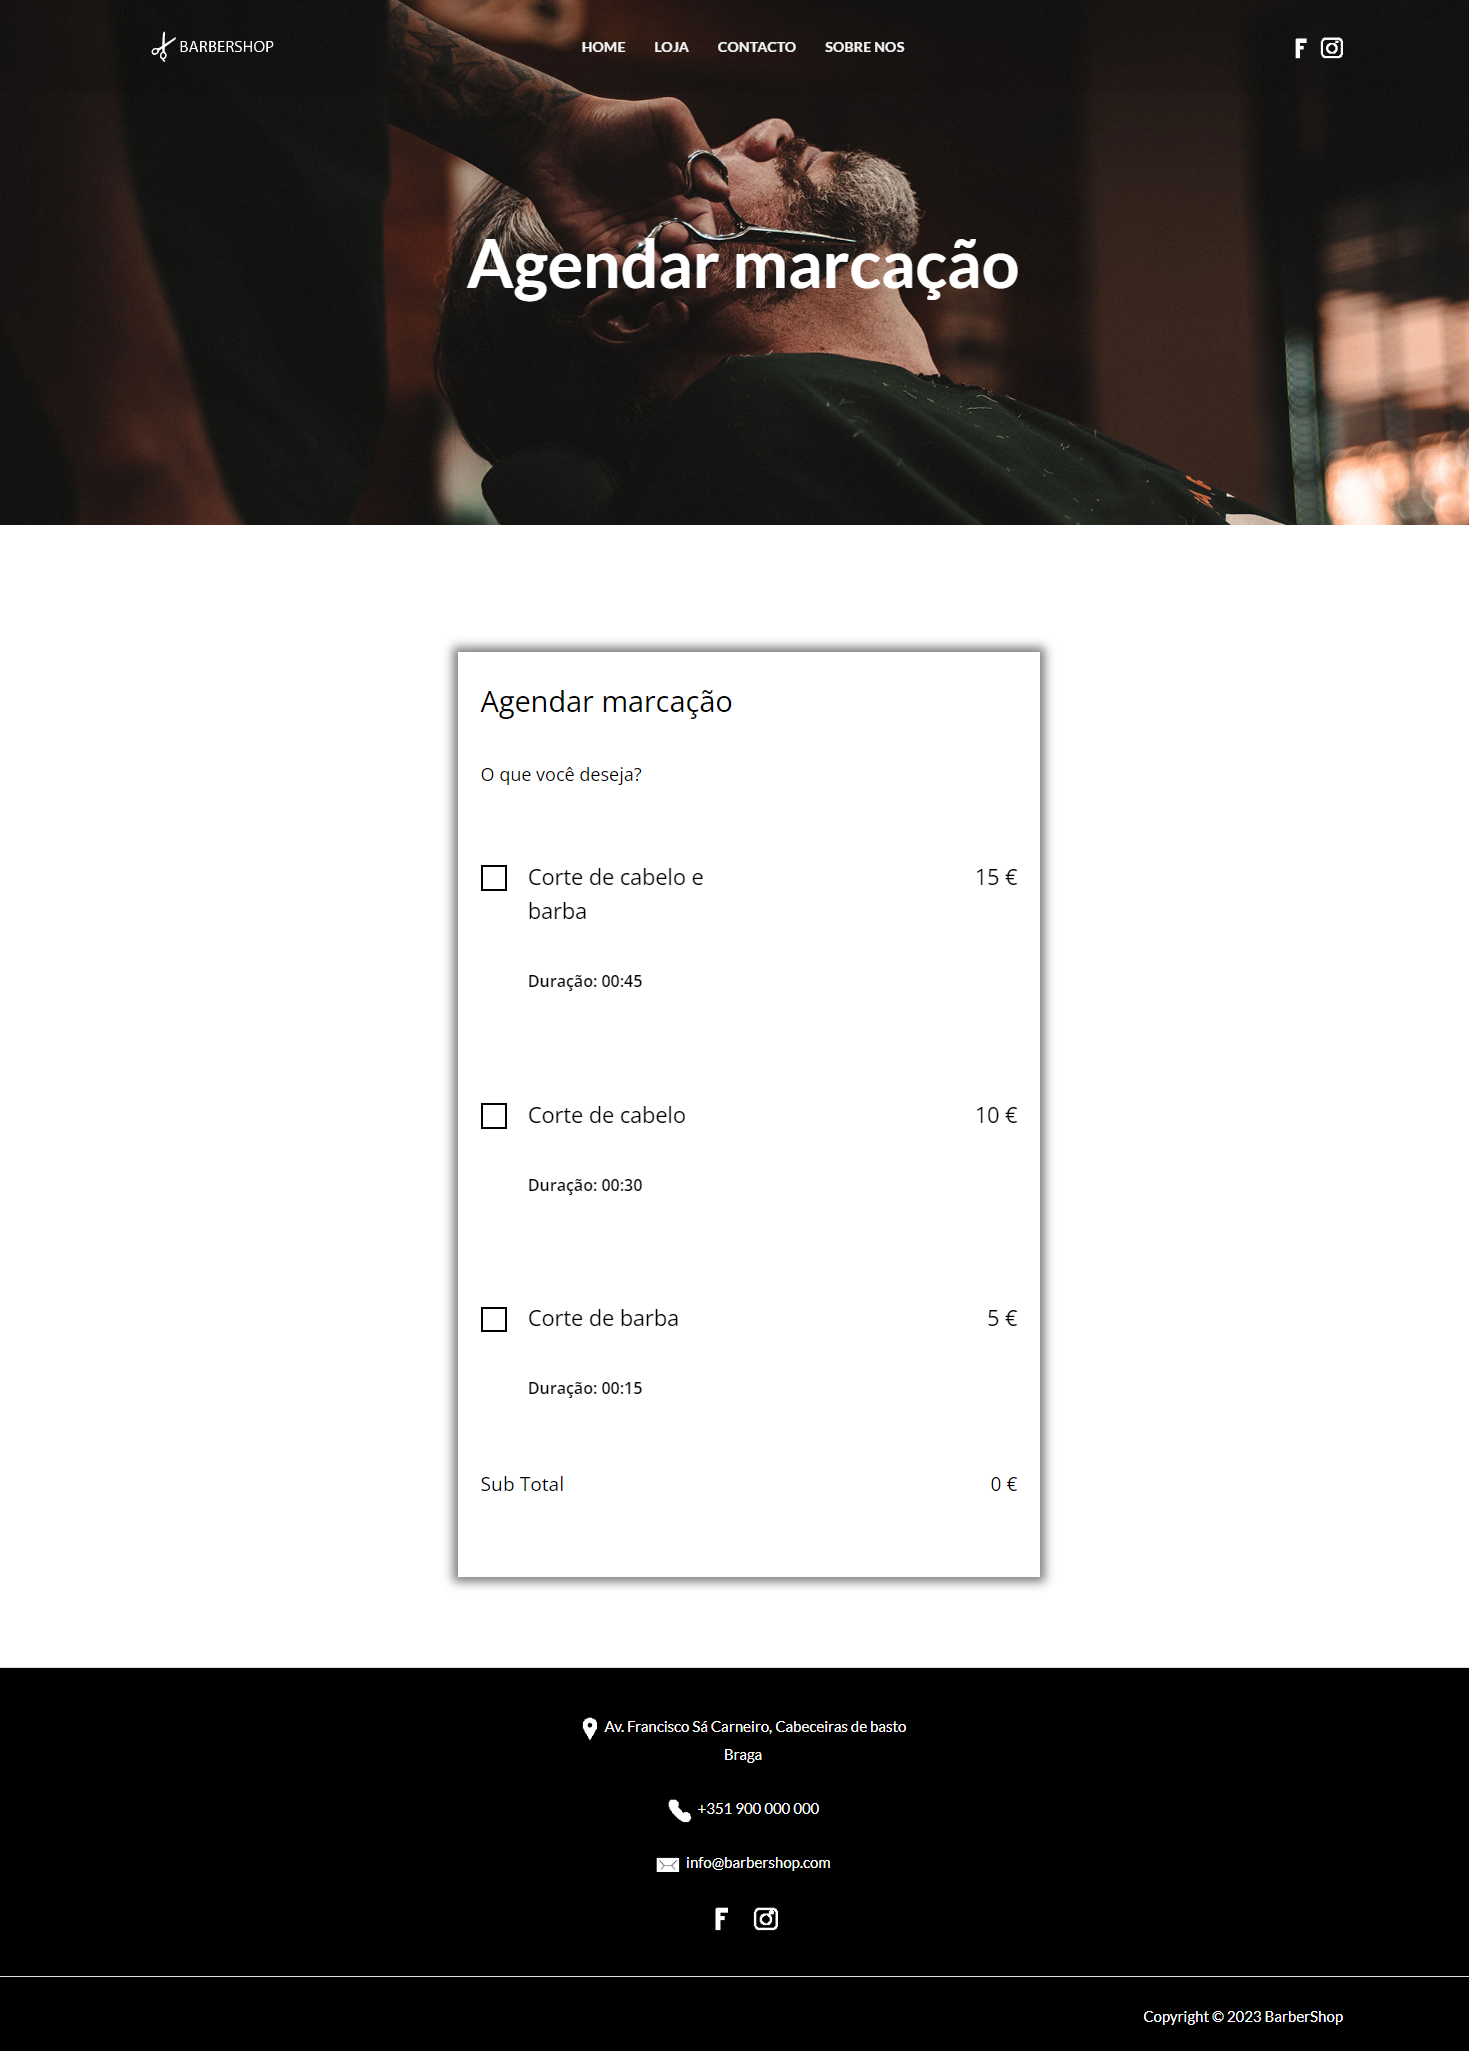 BARBERSHOP
HOME LOJA CONTACTO SOBRE NOS
Agendar marcação
Agendar marcação
O que você deseja?
Corte de cabelo e 15 €
barba
Duração: 00:45
Corte de cabelo 10 €
Duração: 00:30
Corte de barba 5 €
Duração: 00:15
Sub Total 0 €
Av. Francisco Sá Carneiro, Cabeceiras de basto
Braga
+351 900 000 000
info@barbershop.com
Copyright © 2023 BarberShop